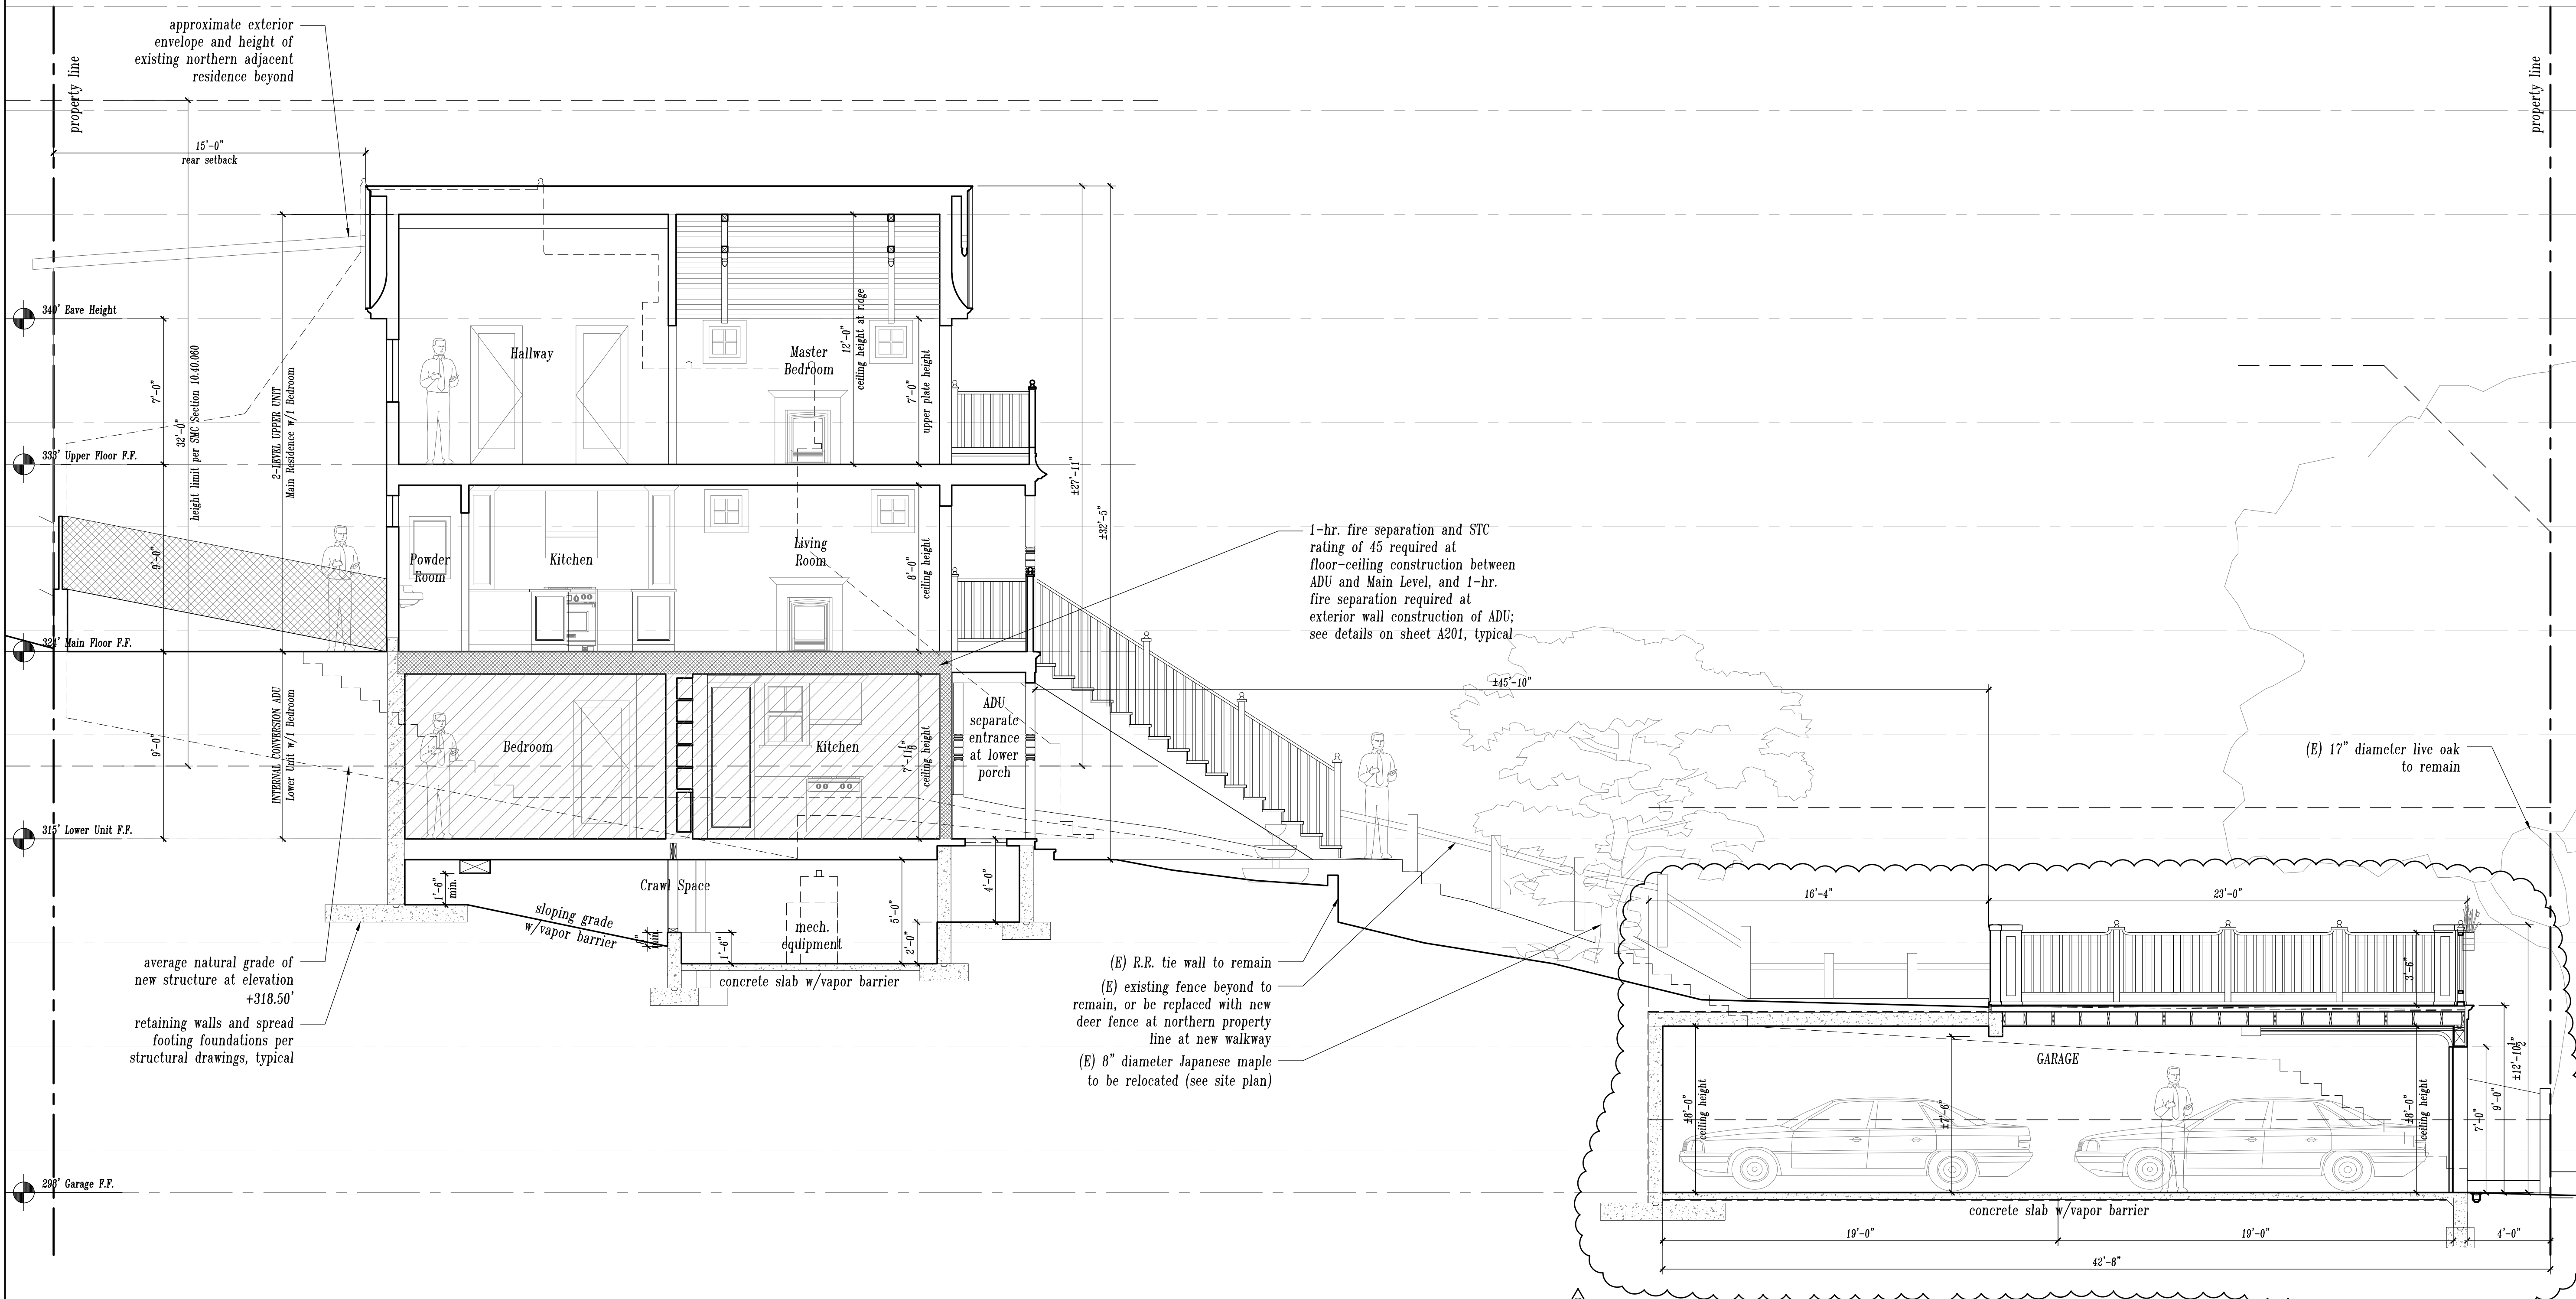 approximate exterior
envelope and height of
existing northern adjacent
residence beyond
property line
property line
15'-0"
rear setback
32'-0"
height limit per SMC Section 10.40.060
2-LEVEL UPPER UNIT
Main Residence w/1 Bedroom
INTERNAL CONVERSION ADU
Lower Unit w/1 Bedroom
340' Eave Height
7'-0"
333' Upper Floor F.F.
9'-0"
324' Main Floor F.F.
9'-0"
315' Lower Unit F.F.
298' Garage F.F.
Hallway
Master
Bedroom
12'-0"
ceiling height at ridge
7'-0"
upper plate height
±27'-11"
±32'-5"
Powder
Room
Kitchen
Living
Room
8'-0"
ceiling height
1-hr. fire separation and STC
rating of 45 required at
floor-ceiling construction between
ADU and Main Level, and 1-hr.
fire separation required at
exterior wall construction of ADU;
see details on sheet A201, typical
±45'-10"
Bedroom
Kitchen
7'-11 1/8"
ceiling height
ADU
separate
entrance
at lower
porch
(E) 17" diameter live oak
to remain
1'-6"
min.
Crawl Space
sloping grade
w/vapor barrier
min.
1'-6"
mech.
equipment
5'-0"
2'-0"
4'-0"
concrete slab w/vapor barrier
average natural grade of
new structure at elevation
+318.50'
retaining walls and spread
footing foundations per
structural drawings, typical
(E) R.R. tie wall to remain
(E) existing fence beyond to
remain, or be replaced with new
deer fence at northern property
line at new walkway
(E) 8" diameter Japanese maple
to be relocated (see site plan)
16'-4"
23'-0"
3'-6"
GARAGE
±8'-0"
ceiling height
±7'-6"
±8'-0"
ceiling height
7'-0"
9'-0"
±12'-10 1/2"
concrete slab w/vapor barrier
19'-0"
19'-0"
4'-0"
42'-8"